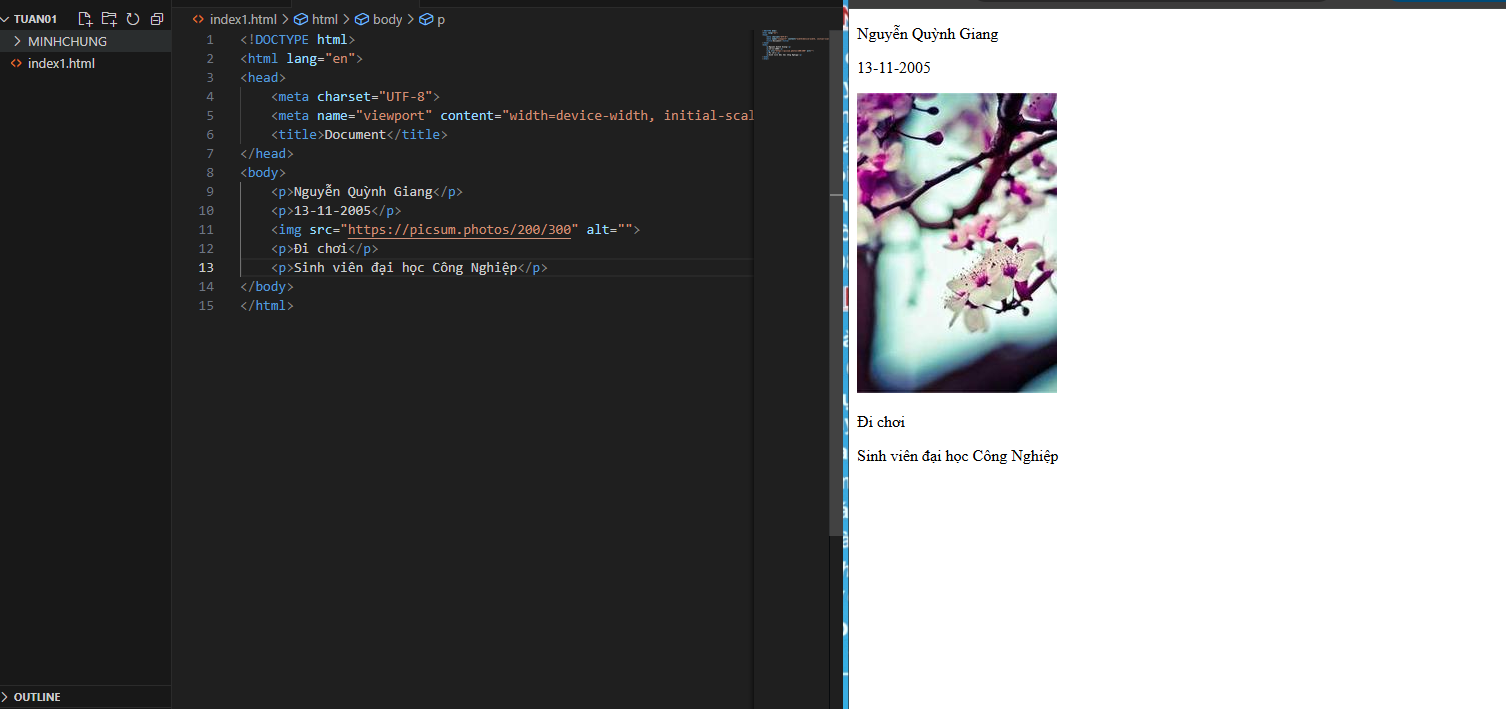 TUAN01
MINHCHUNG
index1.html
OUTLINE
index1.html > html > body > p
1 <!DOCTYPE html>
2 <html lang="en">
3 <head>
4 <meta charset="UTF-8">
5 <meta name="viewport" content="width=device-width, initial-scal
6 <title>Document</title>
7 </head>
8 <body>
9 <p>Nguyễn Quỳnh Giang</p>
10 <p>13-11-2005</p>
11 <img src="https://picsum.photos/200/300" alt="">
12 <p>Đi chơi</p>
13 <p>Sinh viên đại học Công Nghiệp</p>
14 </body>
15 </html>
Nguyễn Quỳnh Giang
13-11-2005
Đi chơi
Sinh viên đại học Công Nghiệp